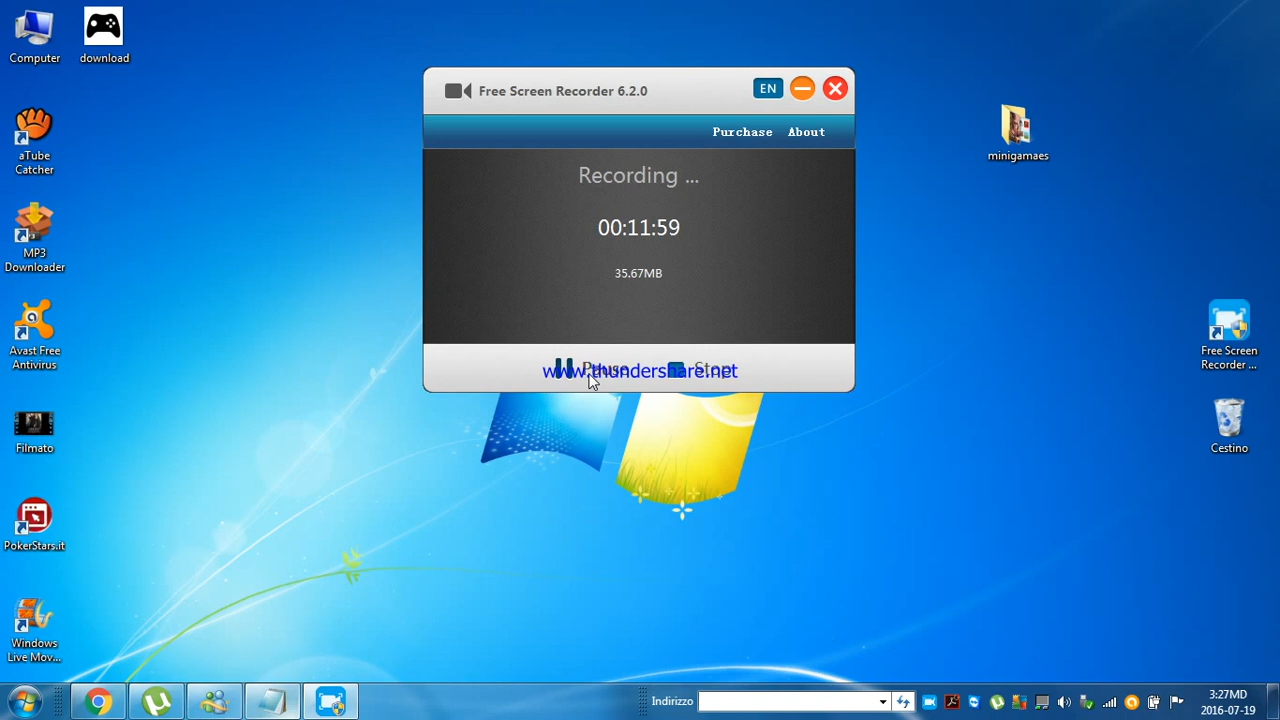 Computer
download
aTube
Catcher
MP3
Downloader
Avast Free
Antivirus
Filmato
PokerStars.it
Windows
Live Mov...
Free Screen Recorder 6.2.0
EN
Purchase
About
Recording ...
00:11:59
35.67MB
Pause
Stop
www.thundershare.net
minigamaes
Free Screen
Recorder ...
Cestino
Indirizzo
3:27MD
2016-07-19